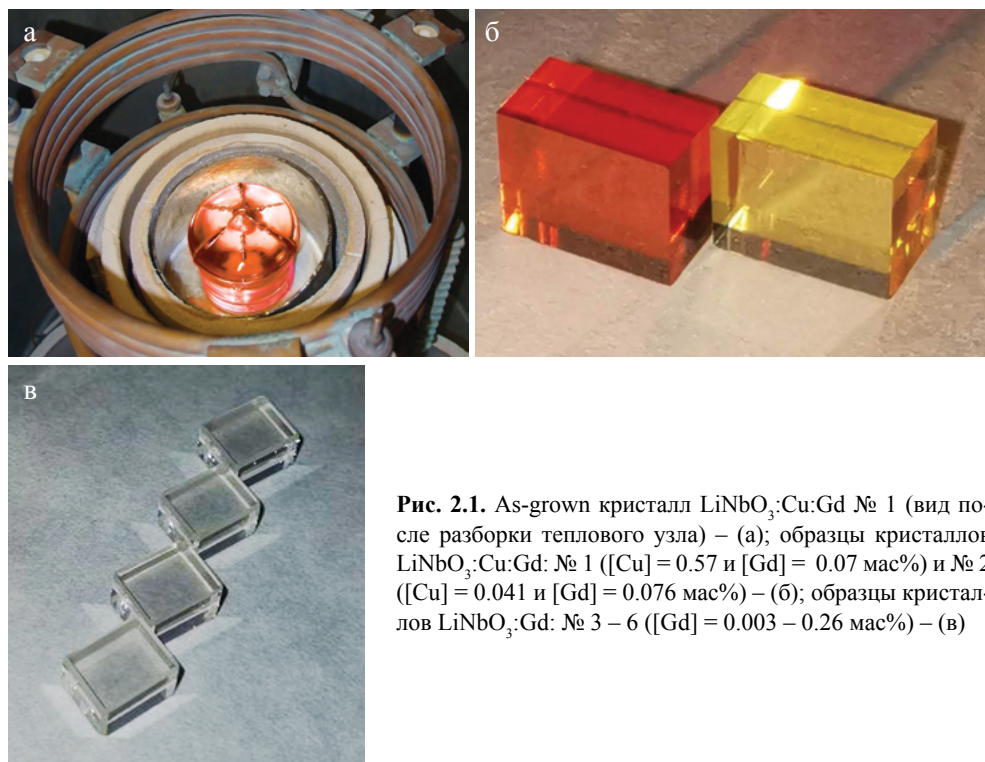 а
б
в
Рис. 2.1. As-grown кристалл LiNbO₃:Cu:Gd № 1 (вид по-
сле разборки теплового узла) – (а); образцы кристаллов
LiNbO₃:Cu:Gd: № 1 ([Cu] = 0.57 и [Gd] = 0.07 мас%) и № 2
([Cu] = 0.041 и [Gd] = 0.076 мас%) – (б); образцы кристал-
лов LiNbO₃:Gd: № 3 – 6 ([Gd] = 0.003 – 0.26 мас%) – (в)